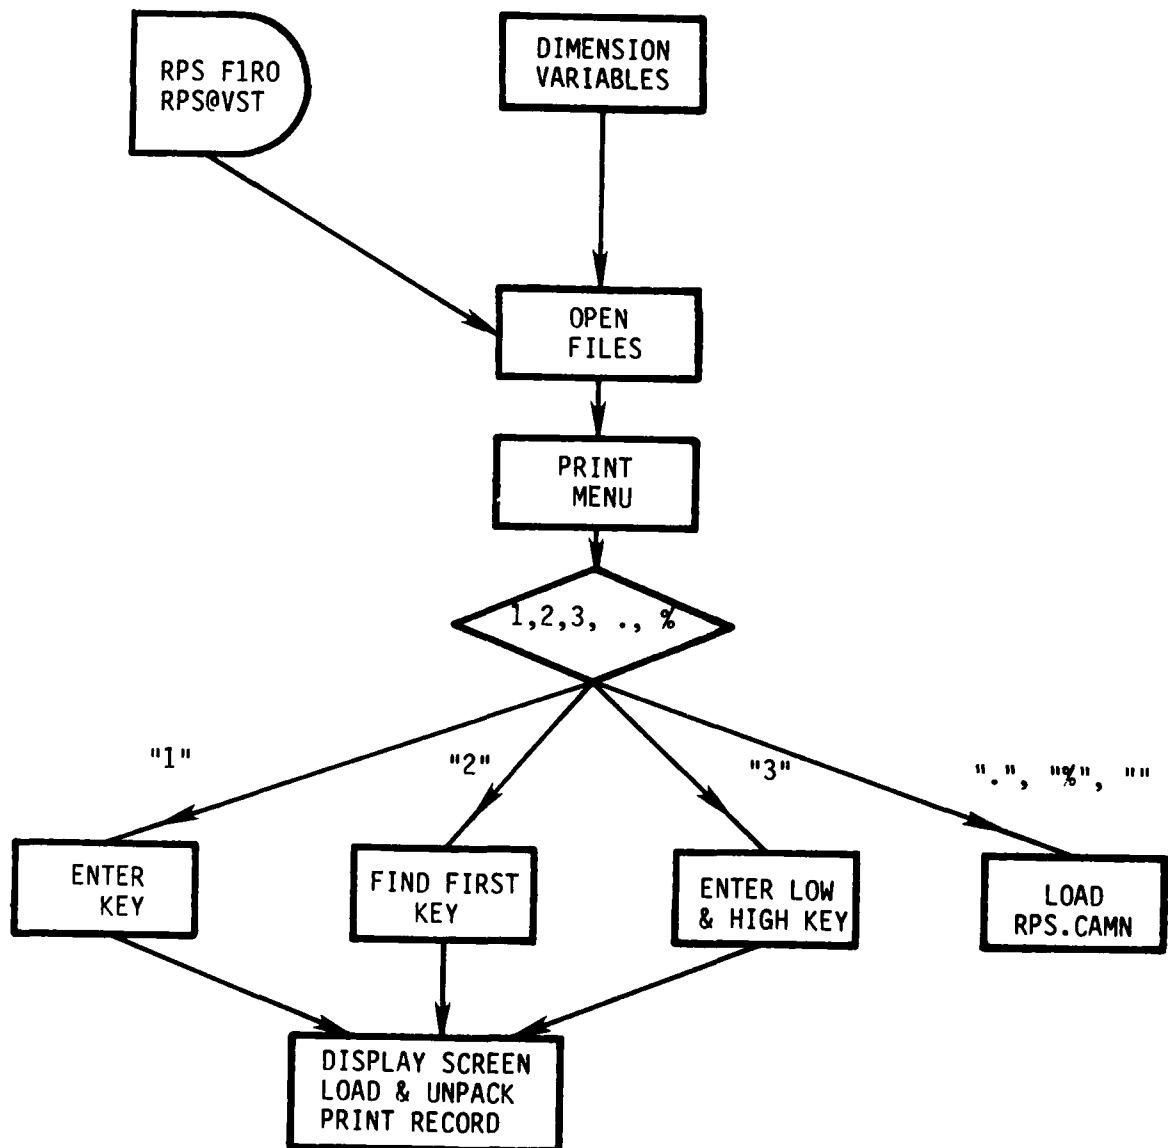 RPS F1RO
RPS@VST
DIMENSION
VARIABLES
OPEN
FILES
PRINT
MENU
1,2,3, ., %
"1"
"2"
"3"
".", "%", ""
ENTER
KEY
FIND FIRST
KEY
ENTER LOW
& HIGH KEY
LOAD
RPS.CAMN
DISPLAY SCREEN
LOAD & UNPACK
PRINT RECORD